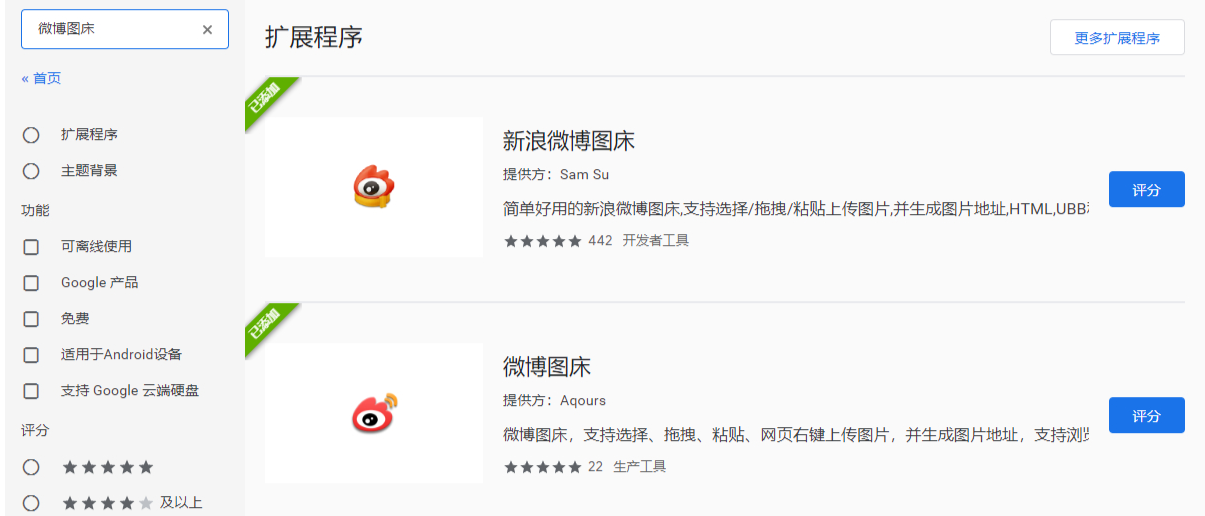 微博图床
« 首页
扩展程序
主题背景
功能
可离线使用
Google 产品
免费
适用于Android设备
支持 Google 云端硬盘
评分
及以上
扩展程序
更多扩展程序
已添加
新浪微博图床
提供方：Sam Su
简单好用的新浪微博图床,支持选择/拖拽/粘贴上传图片,并生成图片地址,HTML,UBB
442 开发者工具
评分
已添加
微博图床
提供方：Aqours
微博图床，支持选择、拖拽、粘贴、网页右键上传图片，并生成图片地址，支持浏
22 生产工具
评分